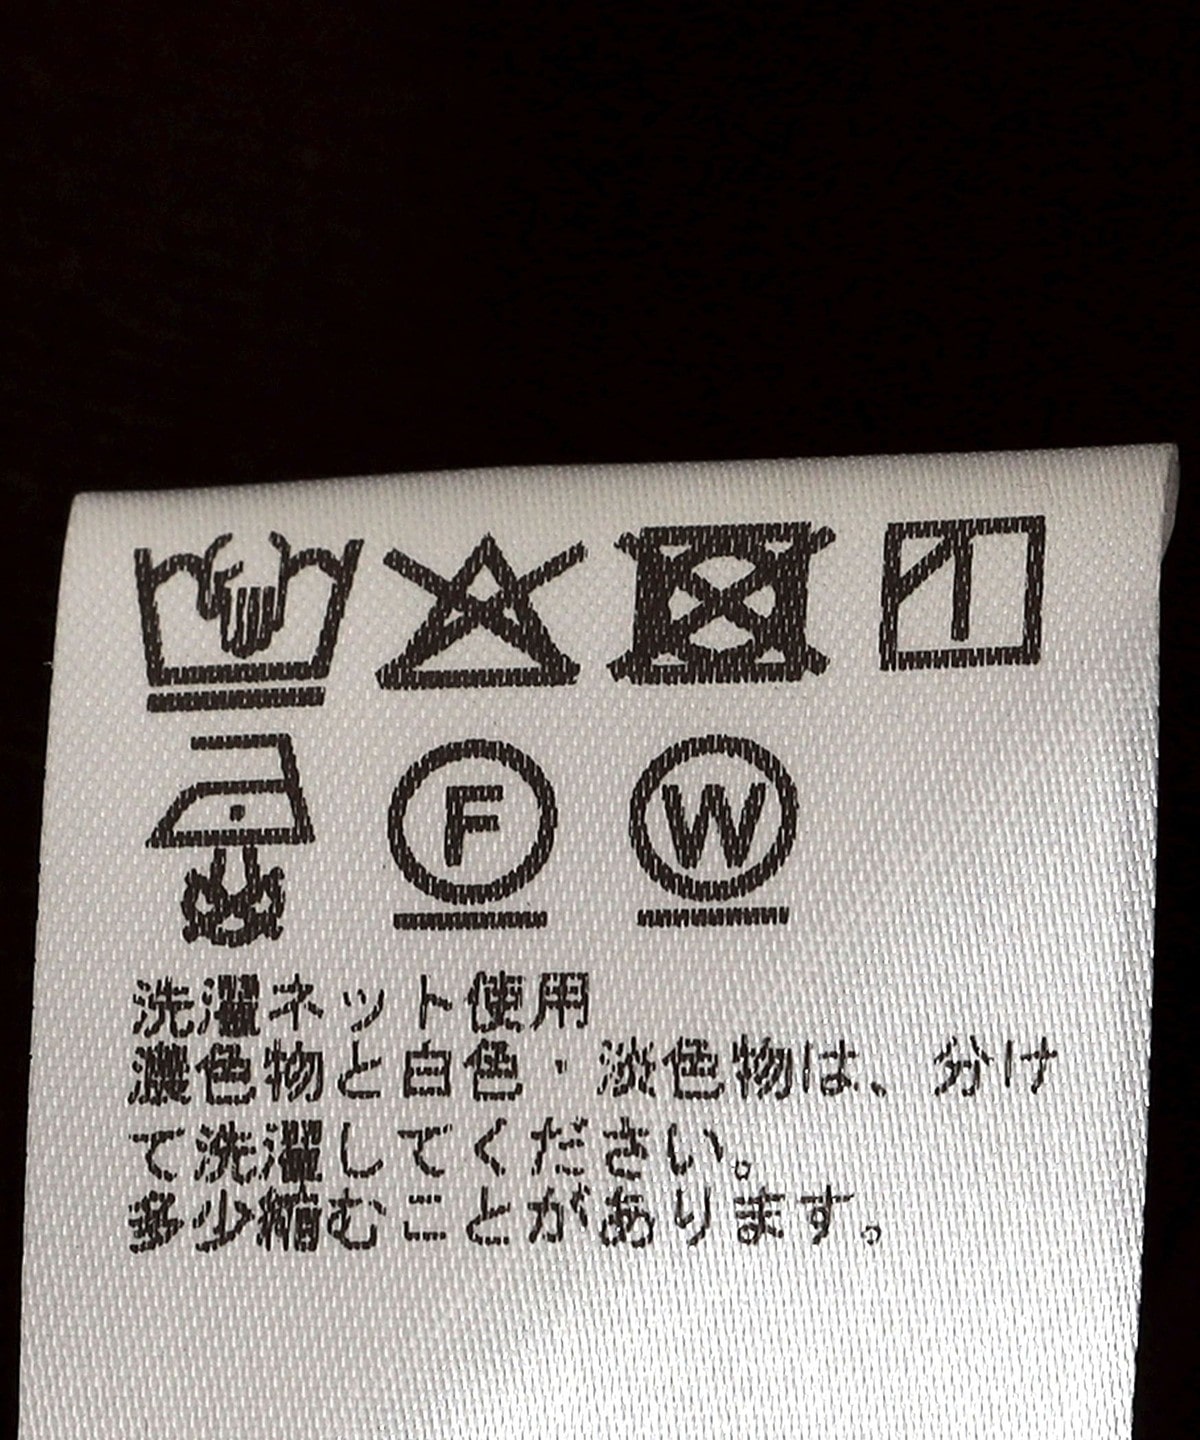 F W
洗濯ネット使用
濃色物と白色・淡色物は、分け
て洗濯してください。
多少縮むことがあります。